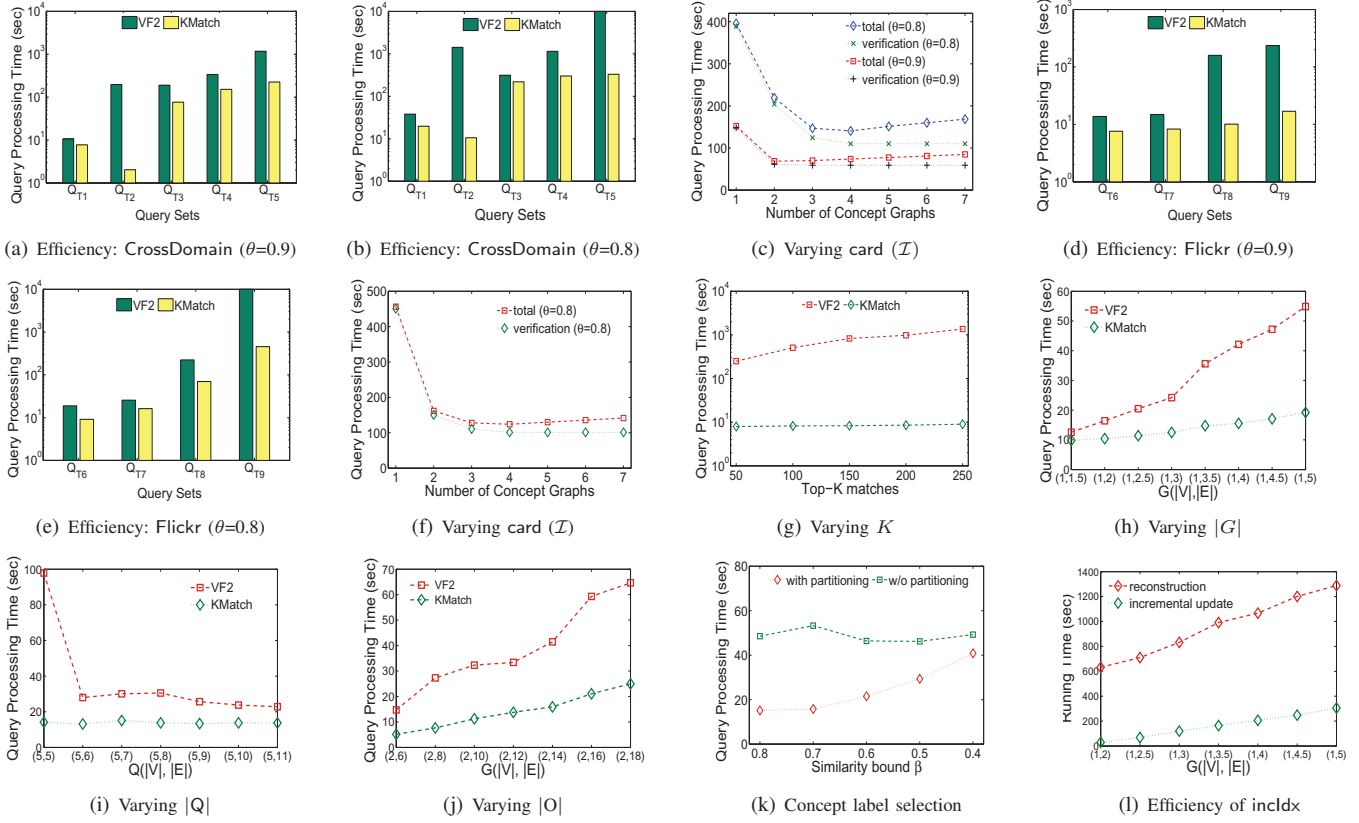 Query Processing Time (sec)
10^4
10^3
10^2
10^1
10^0
VF2
KMatch
Q_T1
Q_T2
Q_T3
Q_T4
Q_T5
Query Sets
(a) Efficiency: CrossDomain (θ=0.9)
Query Processing Time (sec)
10^4
10^3
10^2
10^1
10^0
VF2
KMatch
Q_T1
Q_T2
Q_T3
Q_T4
Q_T5
Query Sets
(b) Efficiency: CrossDomain (θ=0.8)
Query Processing Time (sec)
400
300
200
100
0
total (θ=0.8)
verification (θ=0.8)
total (θ=0.9)
verification (θ=0.9)
1 2 3 4 5 6 7
Number of Concept Graphs
(c) Varying card (I)
Query Processing Time (sec)
10^4
10^3
10^2
10^1
10^0
VF2
KMatch
Q_T6
Q_T7
Q_T8
Q_T9
Query Sets
(d) Efficiency: Flickr (θ=0.9)
Query Processing Time (sec)
10^4
10^3
10^2
10^1
10^0
VF2
KMatch
Q_T6
Q_T7
Q_T8
Q_T9
Query Sets
(e) Efficiency: Flickr (θ=0.8)
Query Processing Time (sec)
500
400
300
200
100
0
total (θ=0.8)
verification (θ=0.8)
1 2 3 4 5 6 7
Number of Concept Graphs
(f) Varying card (I)
Query Processing Time (sec)
10^4
10^3
10^2
10^1
10^0
VF2
KMatch
50 100 150 200 250
Top−K matches
(g) Varying K
Query Processing Time (sec)
60
50
40
30
20
10
0
VF2
KMatch
(1,1.5) (1,2) (1,2.5) (1,3) (1,3.5) (1,4) (1,4.5) (1,5)
G(|V|,|E|)
(h) Varying |G|
Query Processing Time (sec)
100
80
60
40
20
0
VF2
KMatch
(5,5) (5,6) (5,7) (5,8) (5,9) (5,10) (5,11)
Q(|V|, |E|)
(i) Varying |Q|
Query Processing Time (sec)
70
60
50
40
30
20
10
0
VF2
KMatch
(2,6) (2,8) (2,10) (2,12) (2,14) (2,16) (2,18)
G(|V|, |E|)
(j) Varying |O|
Query Processing Time (sec)
80
60
40
20
0
with partitioning
w/o partitioning
0.8 0.7 0.6 0.5 0.4
Similarity bound β
(k) Concept label selection
Runing Time (sec)
1400
1200
1000
800
600
400
200
0
reconstruction
incremental update
(1,2) (1,2.5) (1,3) (1,3.5) (1,4) (1,4.5) (1,5)
G(|V|,|E|)
(l) Efficiency of incIdx